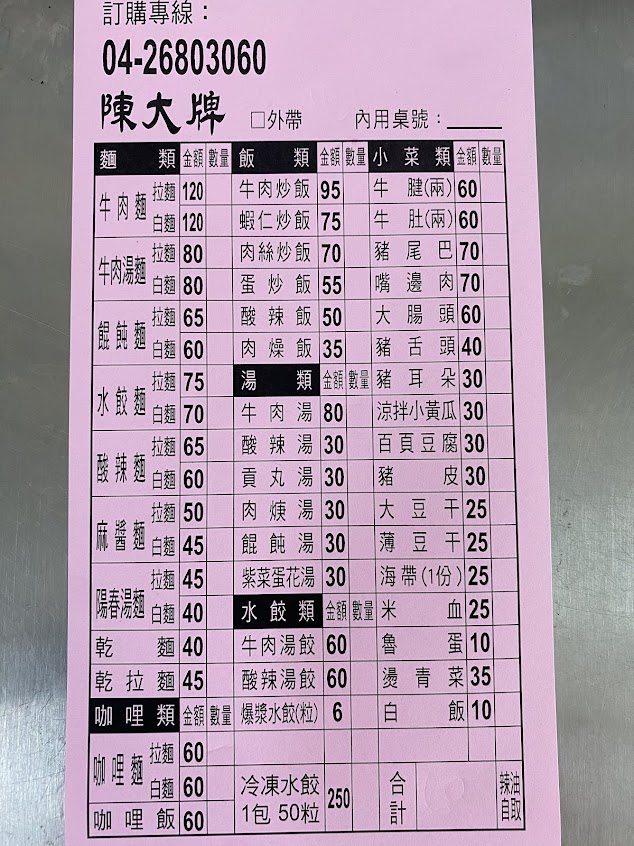 訂購專線：
04-26803060
陳大牌 □外帶 內用桌號：
麵類 金額 數量
牛肉麵 拉麵 120
白麵 120
牛肉湯麵 拉麵 80
白麵 80
餛飩麵 拉麵 65
白麵 60
水餃麵 拉麵 75
白麵 70
酸辣麵 拉麵 65
白麵 60
麻醬麵 拉麵 50
白麵 45
陽春湯麵 拉麵 45
白麵 40
乾麵 40
乾拉麵 45
咖哩類 金額 數量
咖哩麵 拉麵 60
白麵 60
咖哩飯 60
飯類 金額 數量
牛肉炒飯 95
蝦仁炒飯 75
肉絲炒飯 70
蛋炒飯 55
酸辣飯 50
肉燥飯 35
湯類 金額 數量
牛肉湯 80
酸辣湯 30
貢丸湯 30
肉焿湯 30
餛飩湯 30
紫菜蛋花湯 30
水餃類 金額 數量
牛肉湯餃 60
酸辣湯餃 60
爆漿水餃(粒) 6
冷凍水餃
1包 50粒 250
小菜類 金額 數量
牛腱(兩) 60
牛肚(兩) 60
豬尾巴 70
嘴邊肉 70
大腸頭 60
豬舌頭 40
豬耳朵 30
涼拌小黃瓜 30
百頁豆腐 30
豬皮 30
大豆干 25
薄豆干 25
海帶(1份) 25
米血 25
魯蛋 10
燙青菜 35
白飯 10
合計
辣油
自取